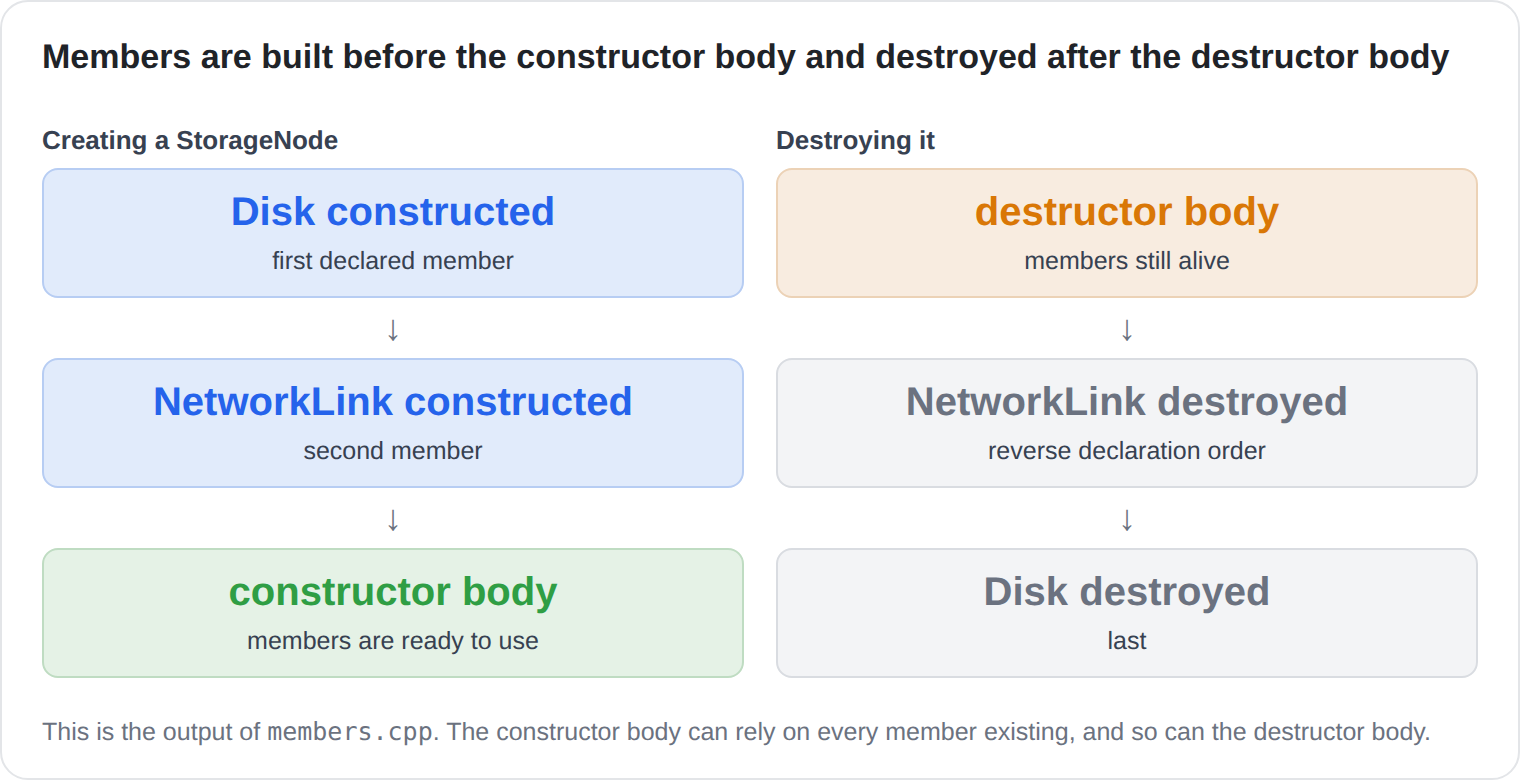 Members are built before the constructor body and destroyed after the destructor body
Creating a StorageNode
Disk constructed
first declared member
↓
NetworkLink constructed
second member
↓
constructor body
members are ready to use
Destroying it
destructor body
members still alive
↓
NetworkLink destroyed
reverse declaration order
↓
Disk destroyed
last
This is the output of members.cpp. The constructor body can rely on every member existing, and so can the destructor body.